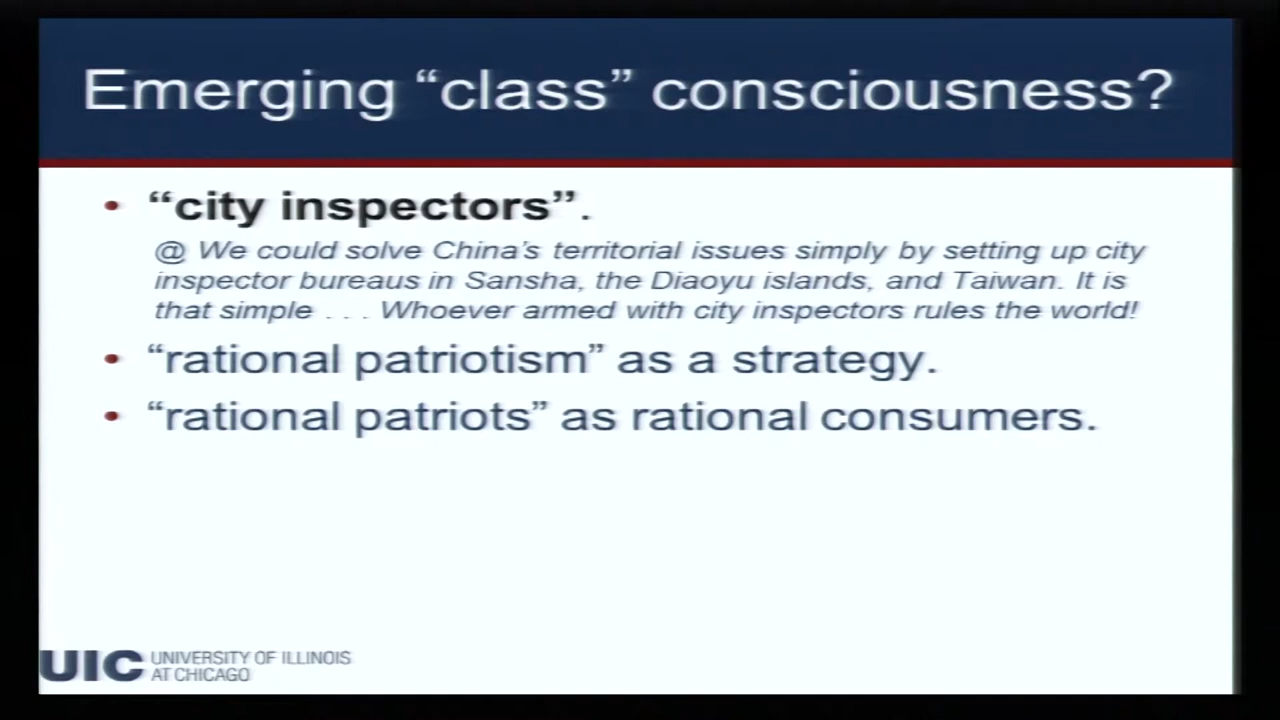 Emerging “class” consciousness?
• “city inspectors”.
@ We could solve China’s territorial issues simply by setting up city
inspector bureaus in Sansha, the Diaoyu islands, and Taiwan. It is
that simple . . . Whoever armed with city inspectors rules the world!
• “rational patriotism” as a strategy.
• “rational patriots” as rational consumers.
UIC UNIVERSITY OF ILLINOIS
AT CHICAGO